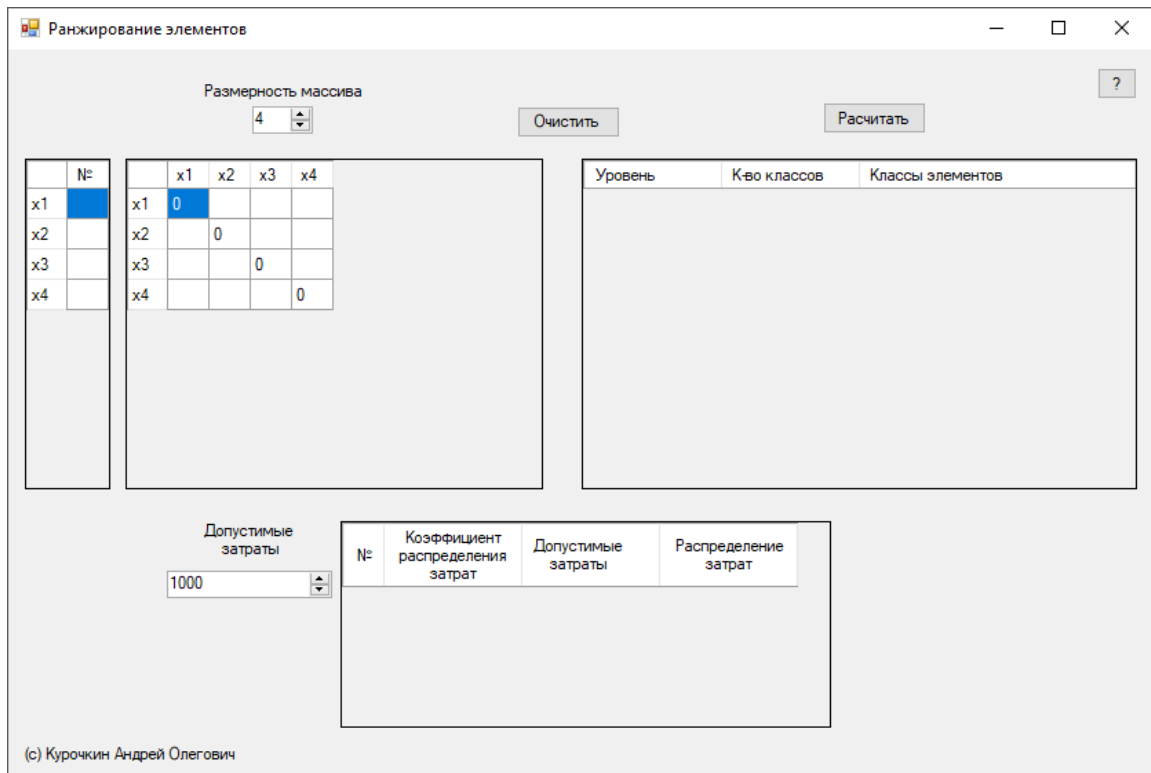 Ранжирование элементов
Размерность массива
?
4
Очистить
Расчитать
№
x1
x2
x3
x4
x1 x2 x3 x4
x1 0
x2 0
x3 0
x4 0
Уровень К-во классов Классы элементов
Допустимые
затраты
1000
№
Коэффициент
распределения
затрат
Допустимые
затраты
Распределение
затрат
(с) Курочкин Андрей Олегович